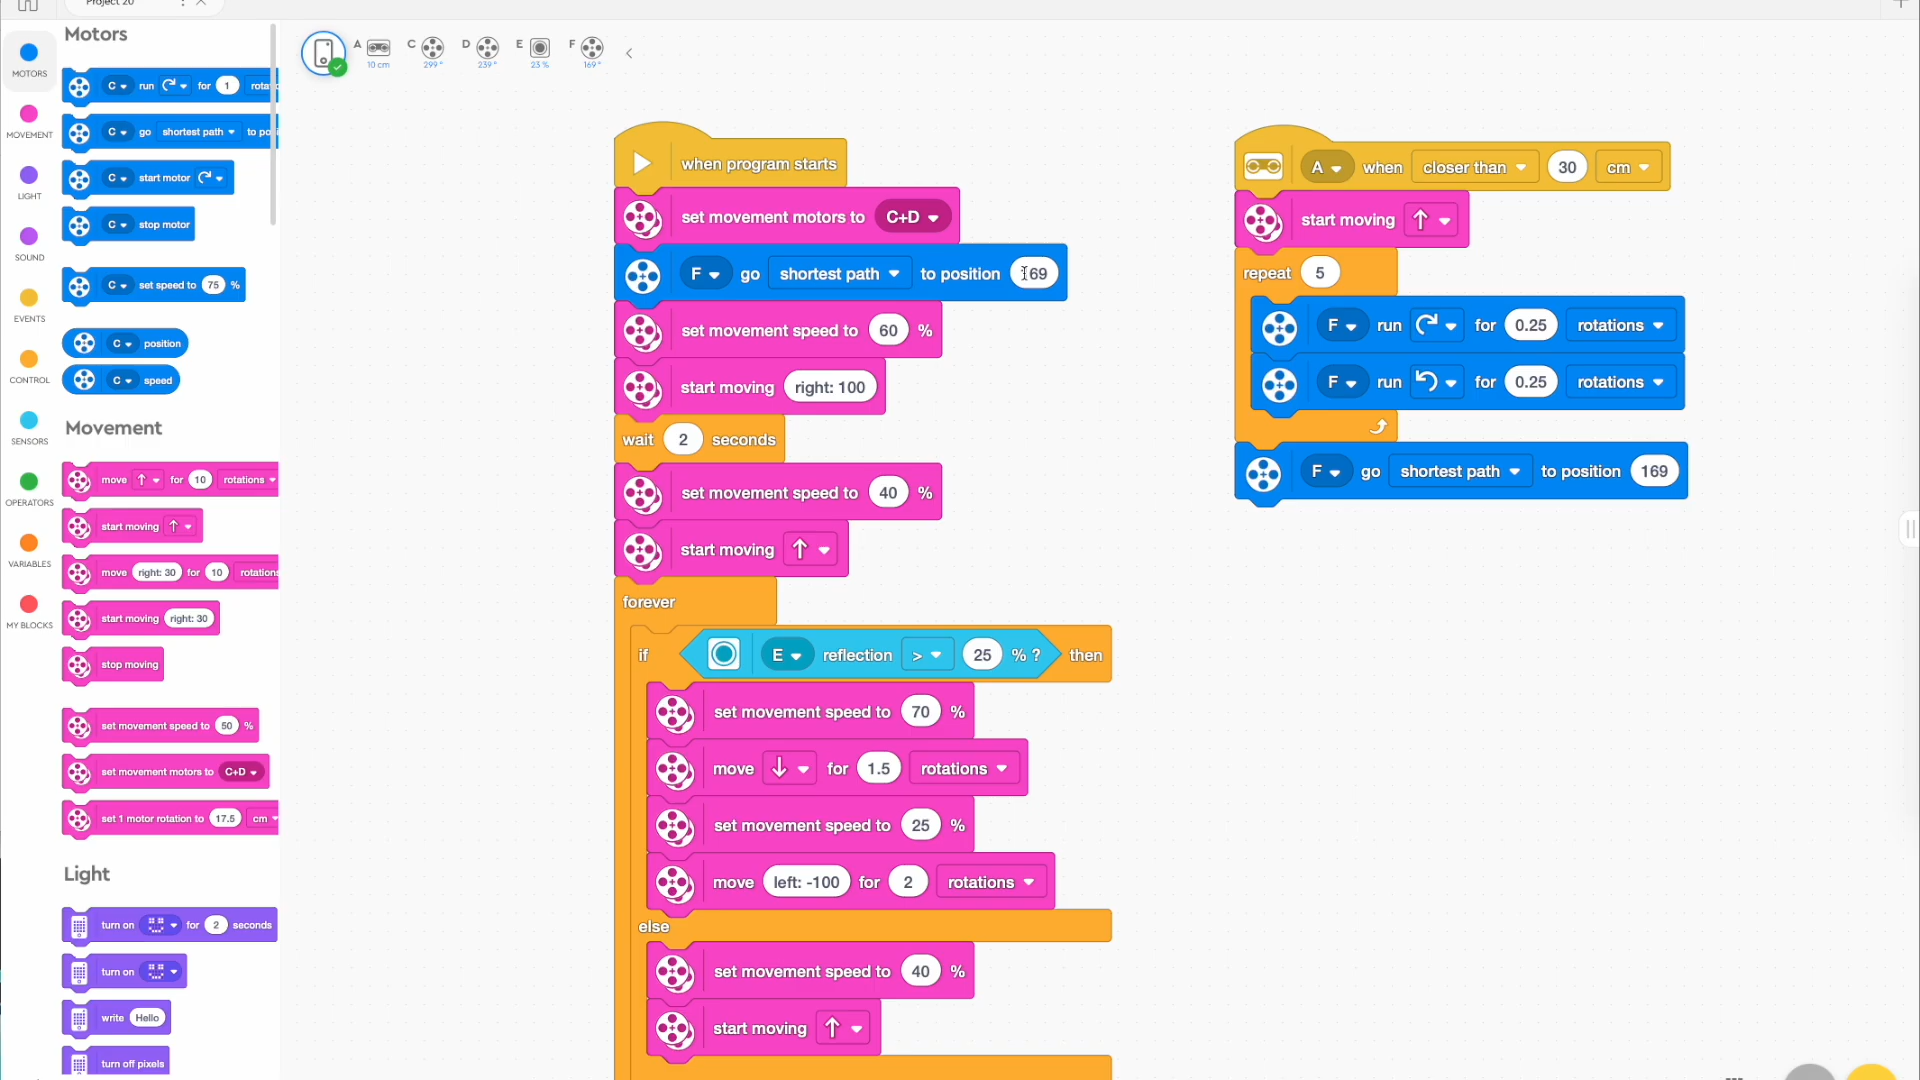 Project 20
Motors
MOTORS
MOVEMENT
LIGHT
SOUND
EVENTS
CONTROL
SENSORS
OPERATORS
VARIABLES
MY BLOCKS
C run for 1
C go shortest path to
C start motor
C stop motor
C set speed to 75 %
C position
C speed
Movement
move for 10 rotations
start moving
move right: 30 for 10 rotations
start moving right: 30
stop moving
set movement speed to 50 %
set movement motors to C+D
set 1 motor rotation to 17.5 cm
Light
turn on for 2 seconds
turn on
write Hello
turn off pixels
A 10 cm
C 299°
D 239°
E 23 %
F 169°
when program starts
set movement motors to C+D
F go shortest path to position 169
set movement speed to 60 %
start moving right: 100
wait 2 seconds
set movement speed to 40 %
start moving
forever
if E reflection > 25 % ? then
set movement speed to 70 %
move for 1.5 rotations
set movement speed to 25 %
move left: -100 for 2 rotations
else
set movement speed to 40 %
start moving
A when closer than 30 cm
start moving
repeat 5
F run for 0.25 rotations
F run for 0.25 rotations
F go shortest path to position 169